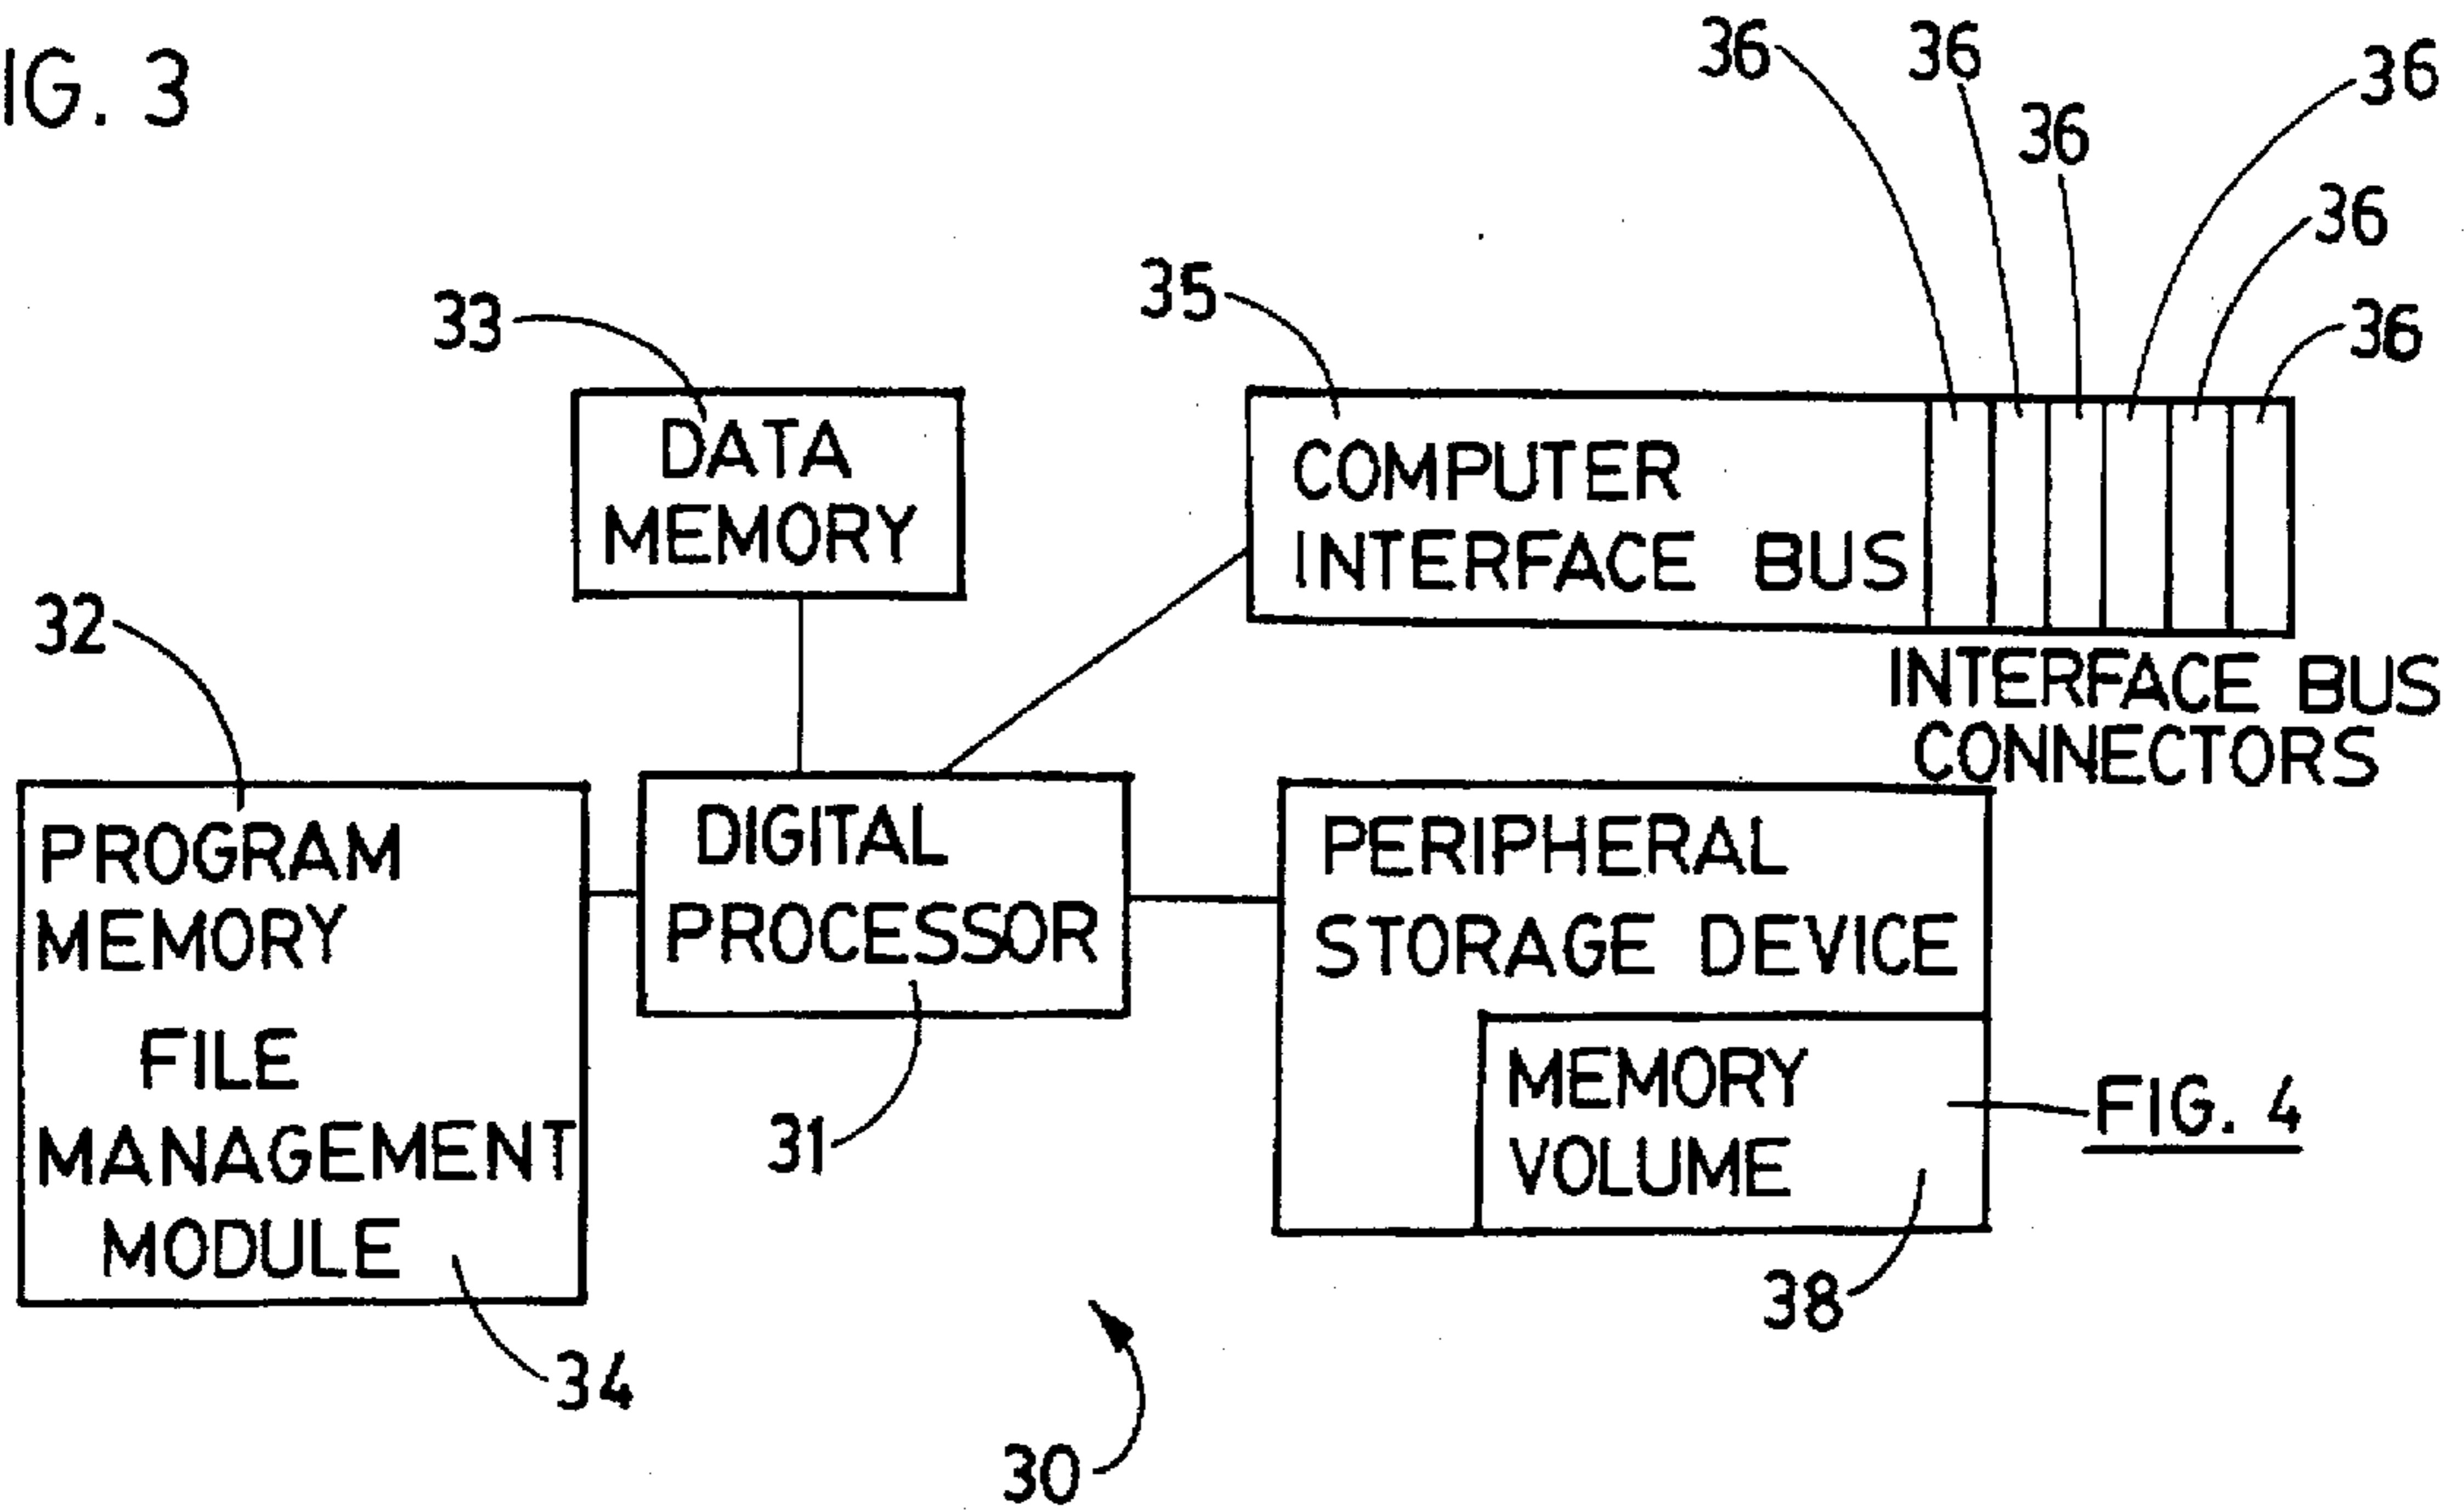 IG. 3
36
36
36
36
36
36
35
33
DATA
MEMORY
COMPUTER
INTERFACE BUS
INTERFACE BUS
CONNECTORS
32
PROGRAM
MEMORY
FILE
MANAGEMENT
MODULE
34
DIGITAL
PROCESSOR
31
PERIPHERAL
STORAGE DEVICE
MEMORY
VOLUME
FIG. 4
38
30